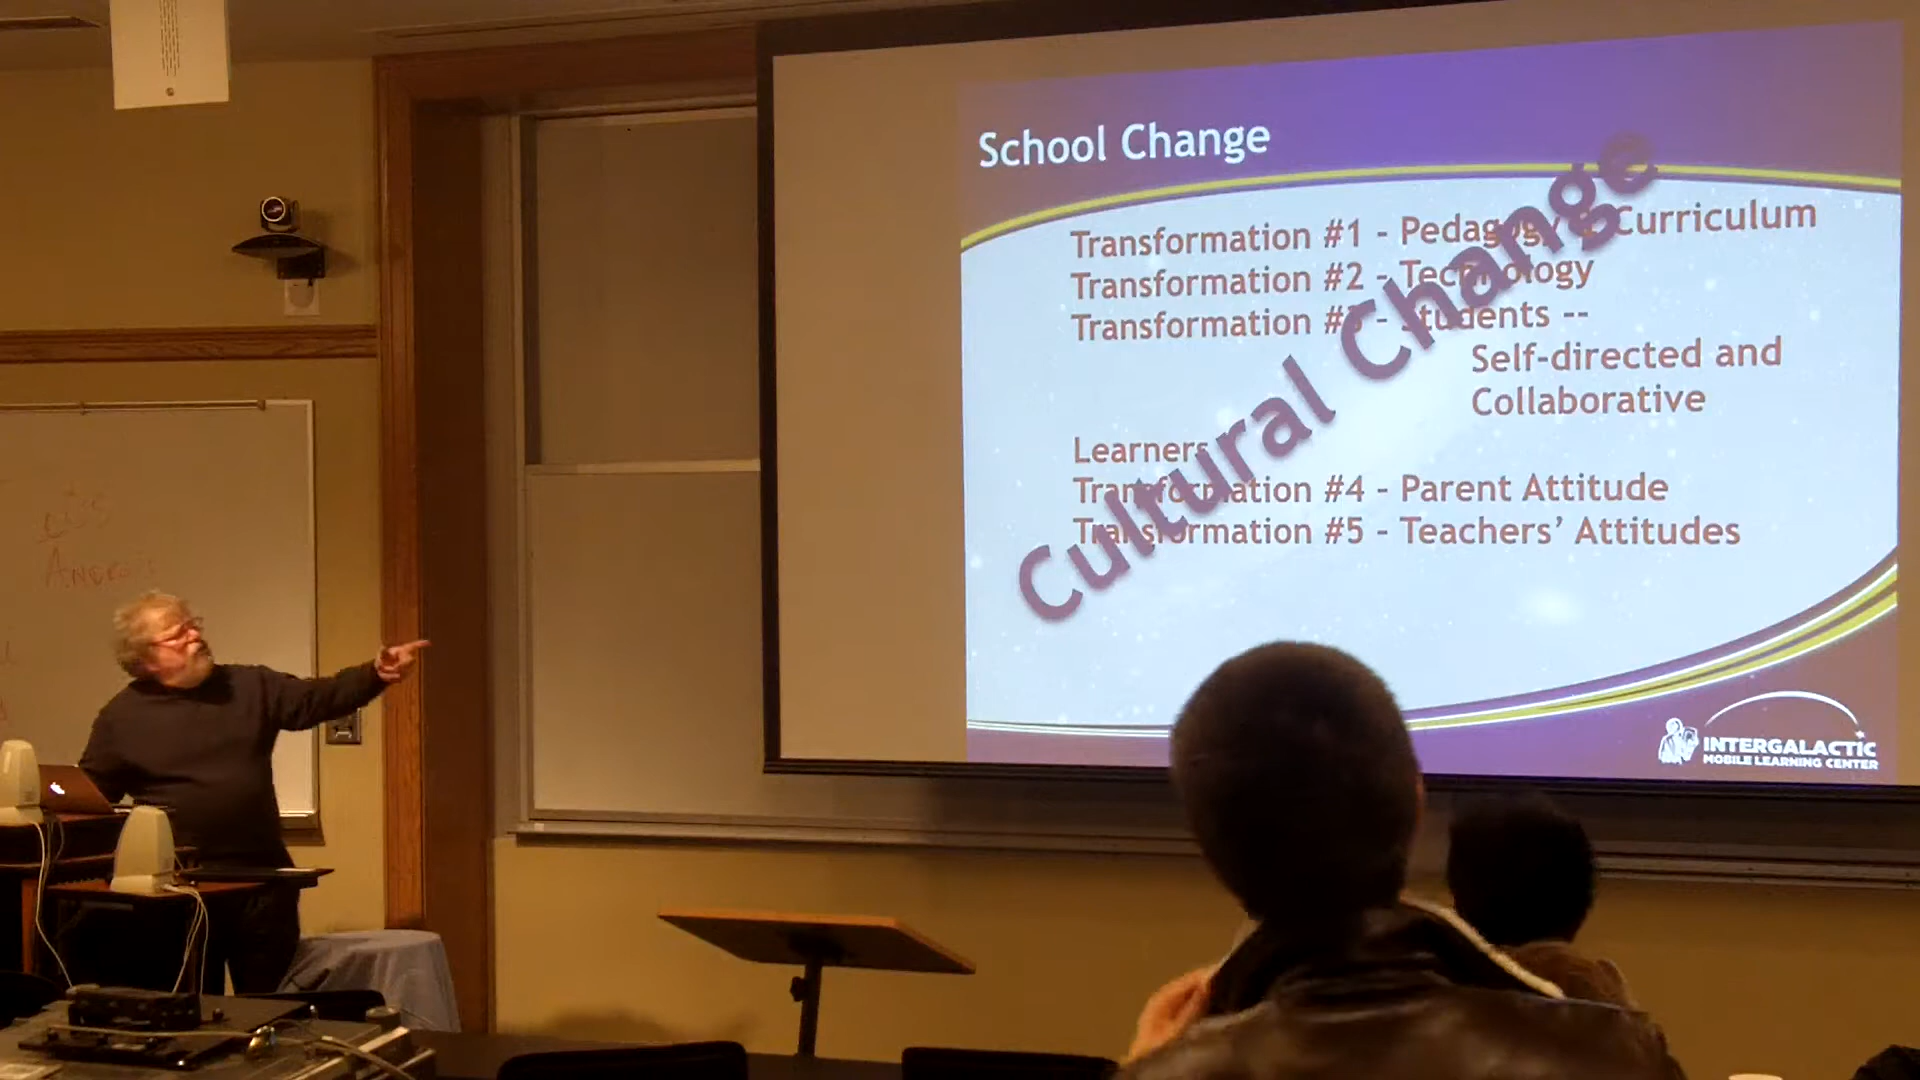 School Change
Transformation #1 - Pedagogy & Curriculum
Transformation #2 - Technology
Transformation #3 - Students --
Self-directed and
Collaborative
Learners
Transformation #4 - Parent Attitude
Transformation #5 - Teachers’ Attitudes
Cultural Change
INTERGALACTIC
MOBILE LEARNING CENTER